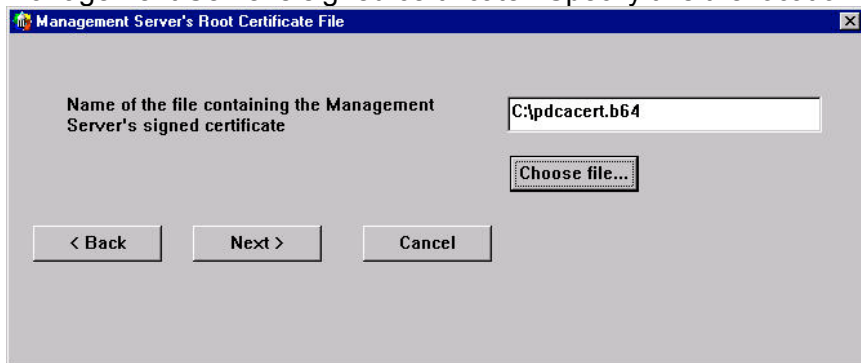 Management Server's Root Certificate File
Name of the file containing the Management
Server's signed certificate
C:\pdcacert.b64
Choose file...
< Back
Next >
Cancel